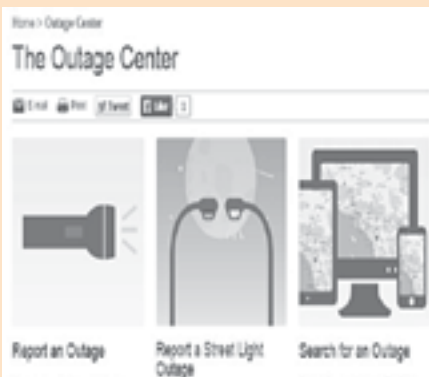 Home > Outage Center
The Outage Center
E-mail Print Tweet Like
Report an Outage
Report a Street Light
Outage
Search for an Outage